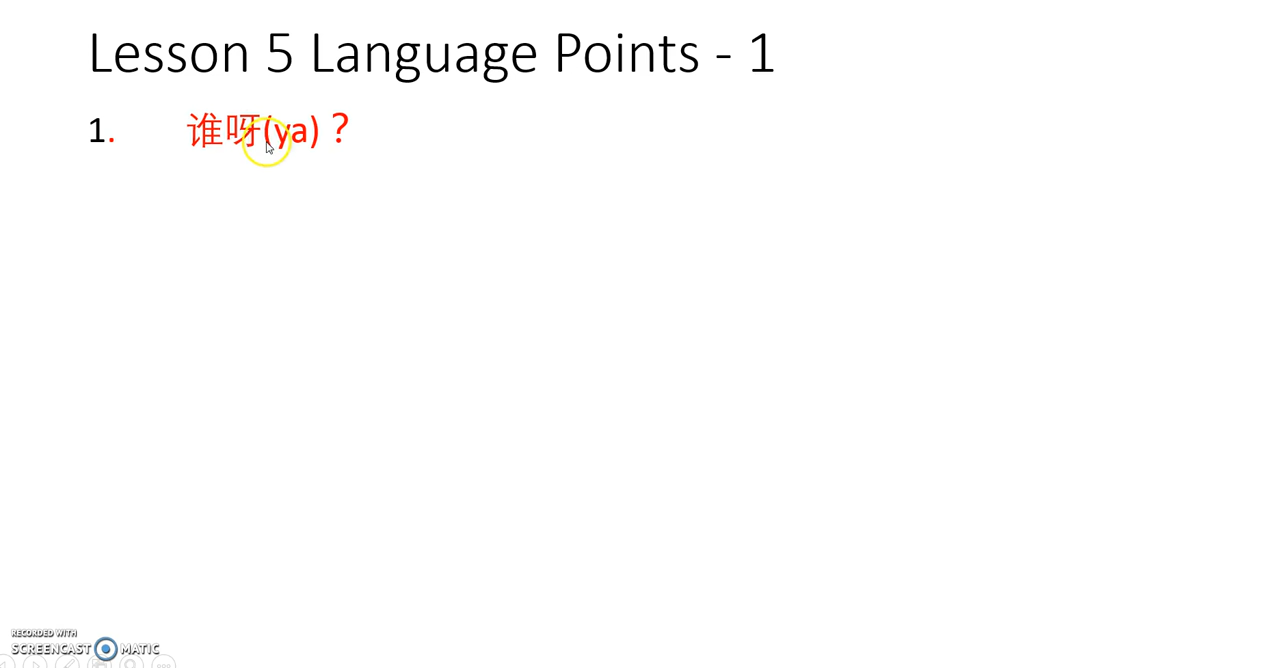 Lesson 5 Language Points - 1
1. 谁呀(ya)？
RECORDED WITH
SCREENCAST MATIC